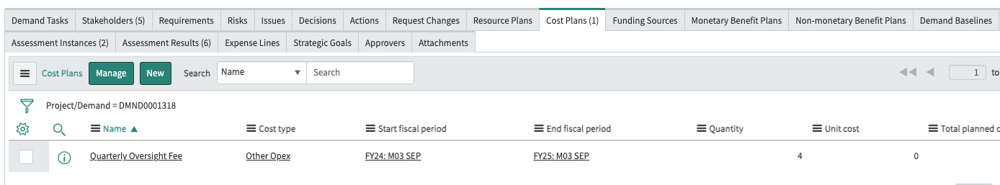 Demand Tasks Stakeholders (5) Requirements Risks Issues Decisions Actions Request Changes Resource Plans Cost Plans (1) Funding Sources Monetary Benefit Plans Non-monetary Benefit Plans Demand Baselines
Assessment Instances (2) Assessment Results (6) Expense Lines Strategic Goals Approvers Attachments
Cost Plans Manage New Search Name Search 1 to
Project/Demand = DMND0001318
Name Cost type Start fiscal period End fiscal period Quantity Unit cost Total planned c
Quarterly Oversight Fee Other Opex FY24: M03 SEP FY25: M03 SEP 4 0